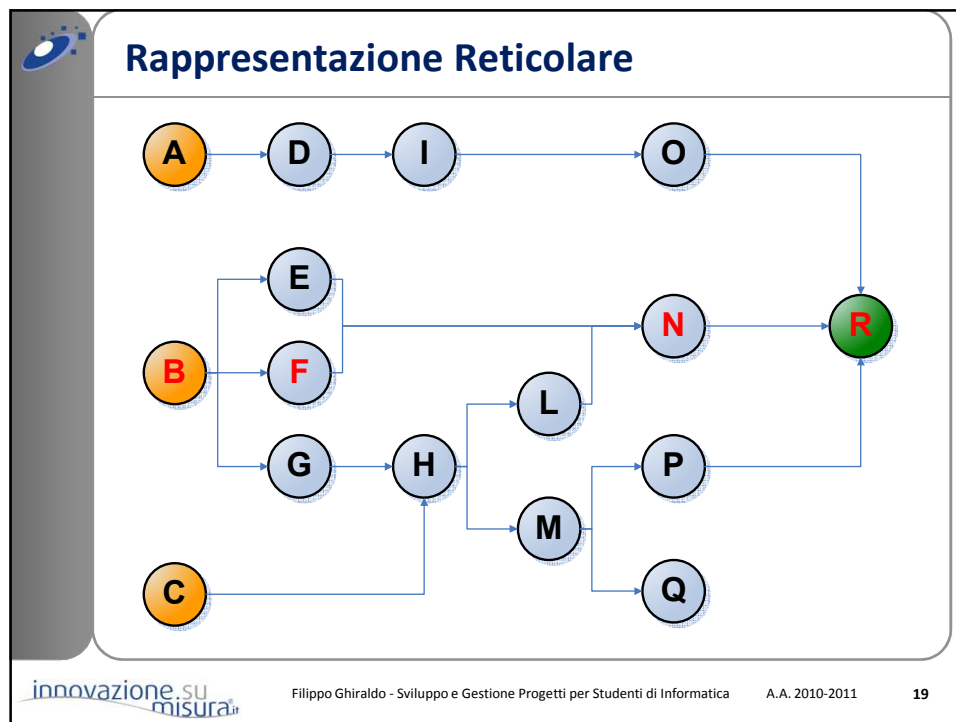 Rappresentazione Reticolare
A D I O
E
N R
B F
L
G H P
M
C Q
innovazione.su
misura.it
Filippo Ghiraldo - Sviluppo e Gestione Progetti per Studenti di Informatica A.A. 2010-2011 19